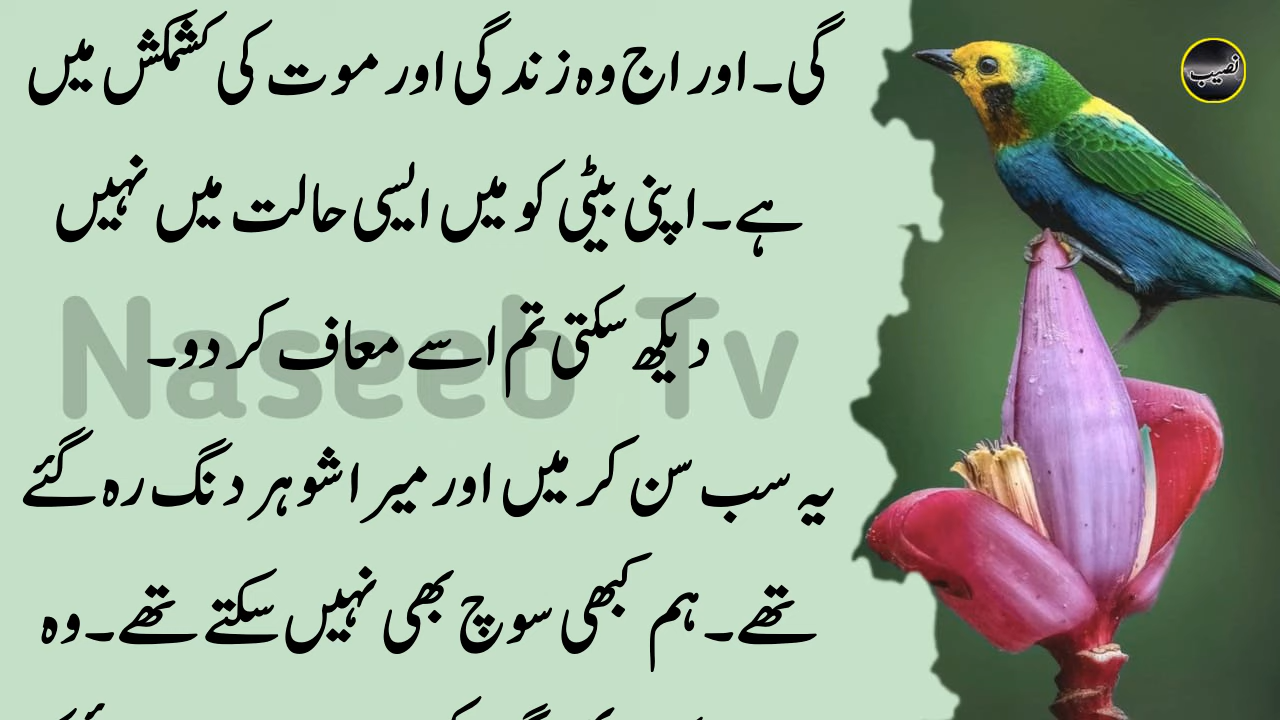 گی۔اور اج وہ زندگی اور موت کی کشمکش میں
ہے۔اپنی بیٹی کو میں ایسی حالت میں نہیں
دیکھ سکتی تم اسے معاف کر دو۔
یہ سب سن کر میں اور میرا شوہر دنگ رہ گئے
تھے۔ ہم کبھی سوچ بھی نہیں سکتے تھے۔وہ
Naseeb Tv
نصیب